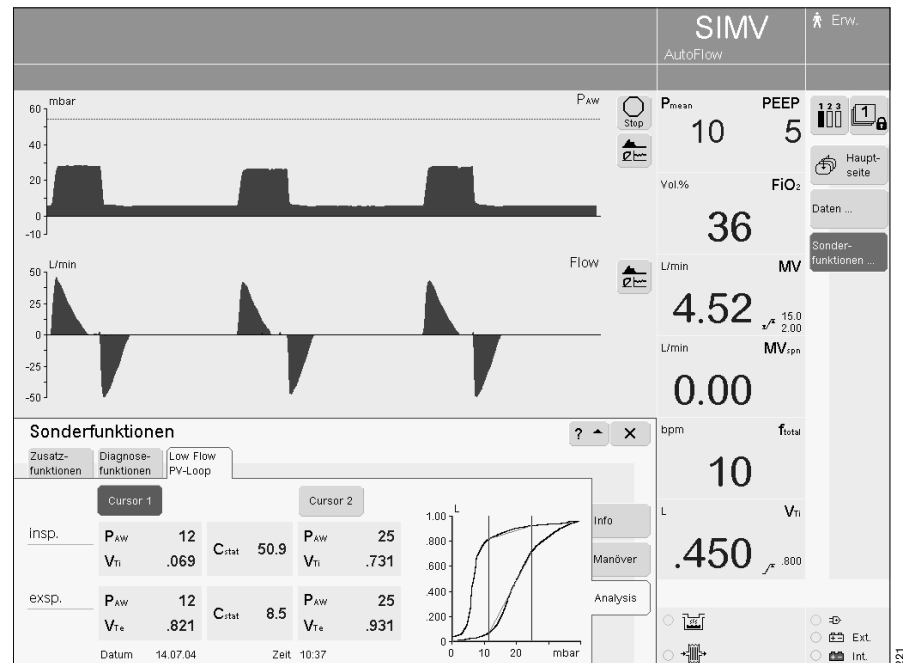 SIMV
AutoFlow
Erw.
mbar
PAW
60
40
20
0
-10
Stop
Pmean PEEP
10 5
1 2 3
1
Haupt-
seite
Vol.% FiO2
36
Daten ...
Sonder-
funktionen ...
L/min
Flow
50
25
0
-25
-50
L/min MV
4.52
15.0
2.00
L/min MVspn
0.00
Sonderfunktionen
?
bpm ftotal
10
Zusatz-
funktionen
Diagnose-
funktionen
Low Flow
PV-Loop
Cursor 1
Cursor 2
insp.
PAW 12
VTi .069
Cstat 50.9
PAW 25
VTi .731
exsp.
PAW 12
VTe .821
Cstat 8.5
PAW 25
VTe .931
Datum 14.07.04 Zeit 10:37
L
1.00
.800
.600
.400
.200
0
0 10 20 mbar
Info
Manöver
Analysis
L VTi
.450
.800
Ext.
Int.